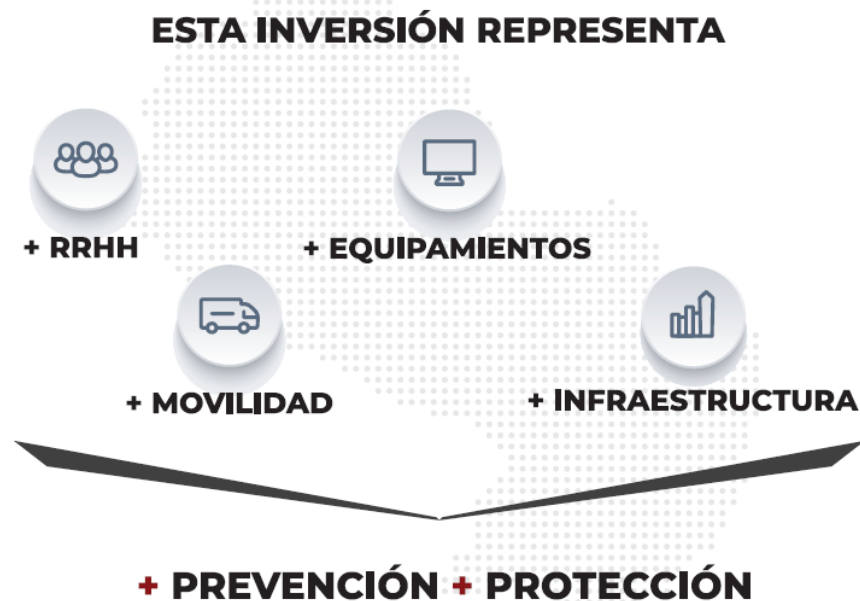 ESTA INVERSIÓN REPRESENTA
+ RRHH
+ EQUIPAMIENTOS
+ MOVILIDAD
+ INFRAESTRUCTURA
+ PREVENCIÓN + PROTECCIÓN